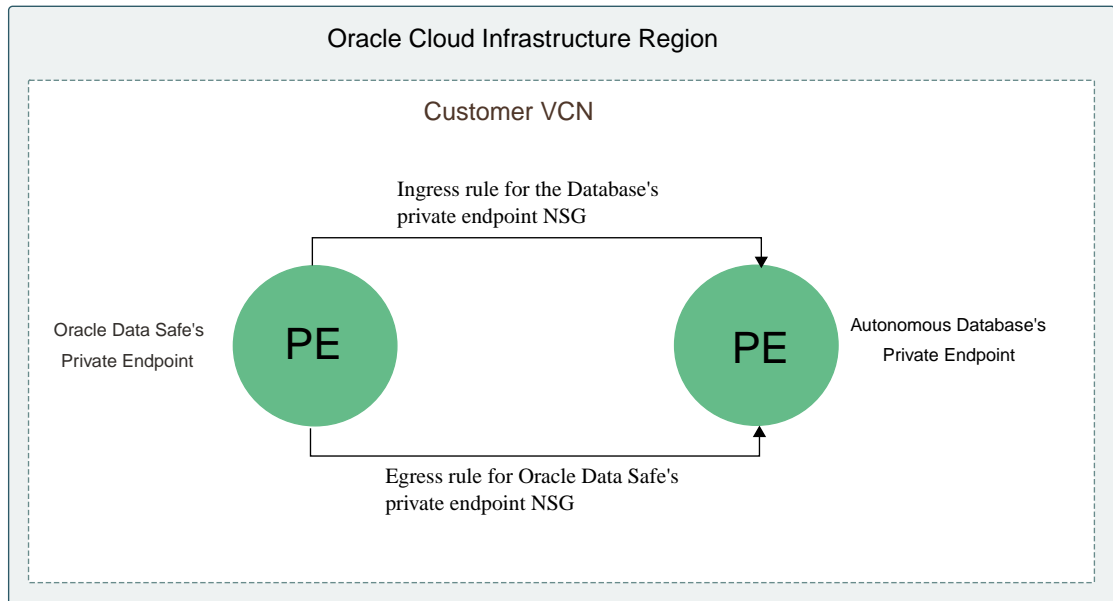 Oracle Cloud Infrastructure Region
Customer VCN
Ingress rule for the Database's
private endpoint NSG
Oracle Data Safe's
Private Endpoint
PE
PE
Autonomous Database's
Private Endpoint
Egress rule for Oracle Data Safe's
private endpoint NSG